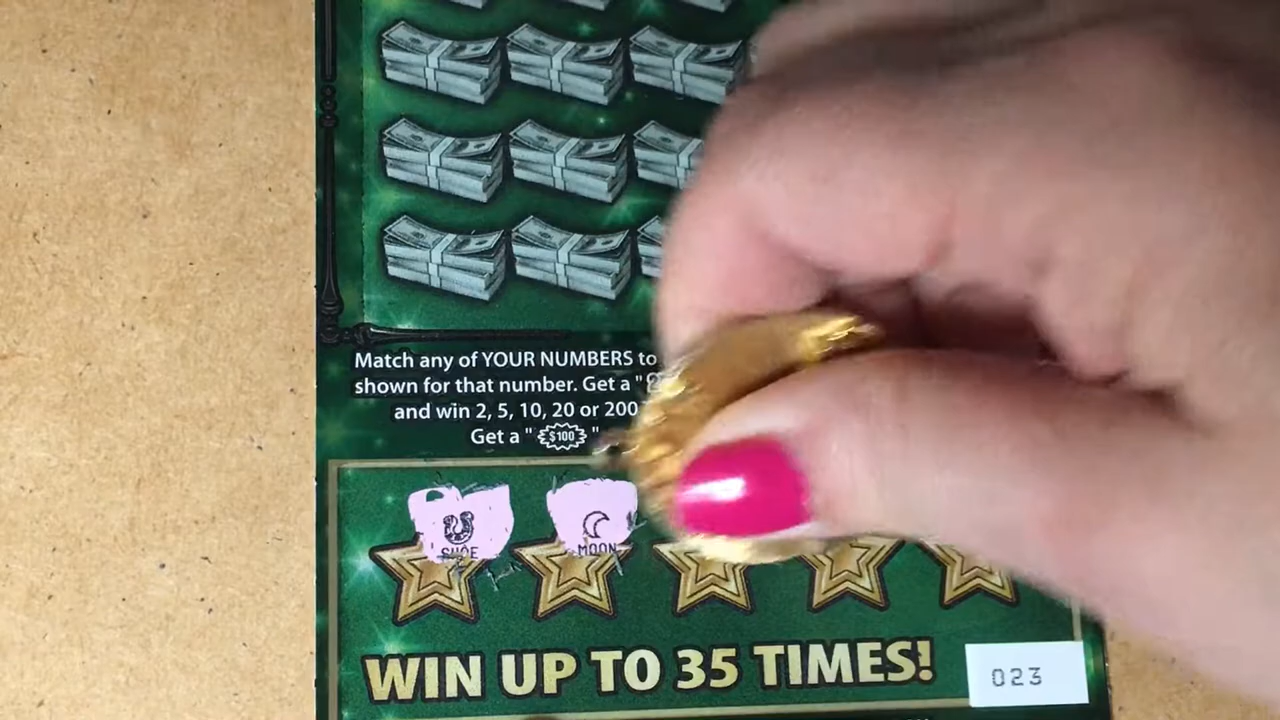 Match any of YOUR NUMBERS to
shown for that number. Get a "
and win 2, 5, 10, 20 or 200
Get a " $100 "
SHOE MOON
WIN UP TO 35 TIMES!
023